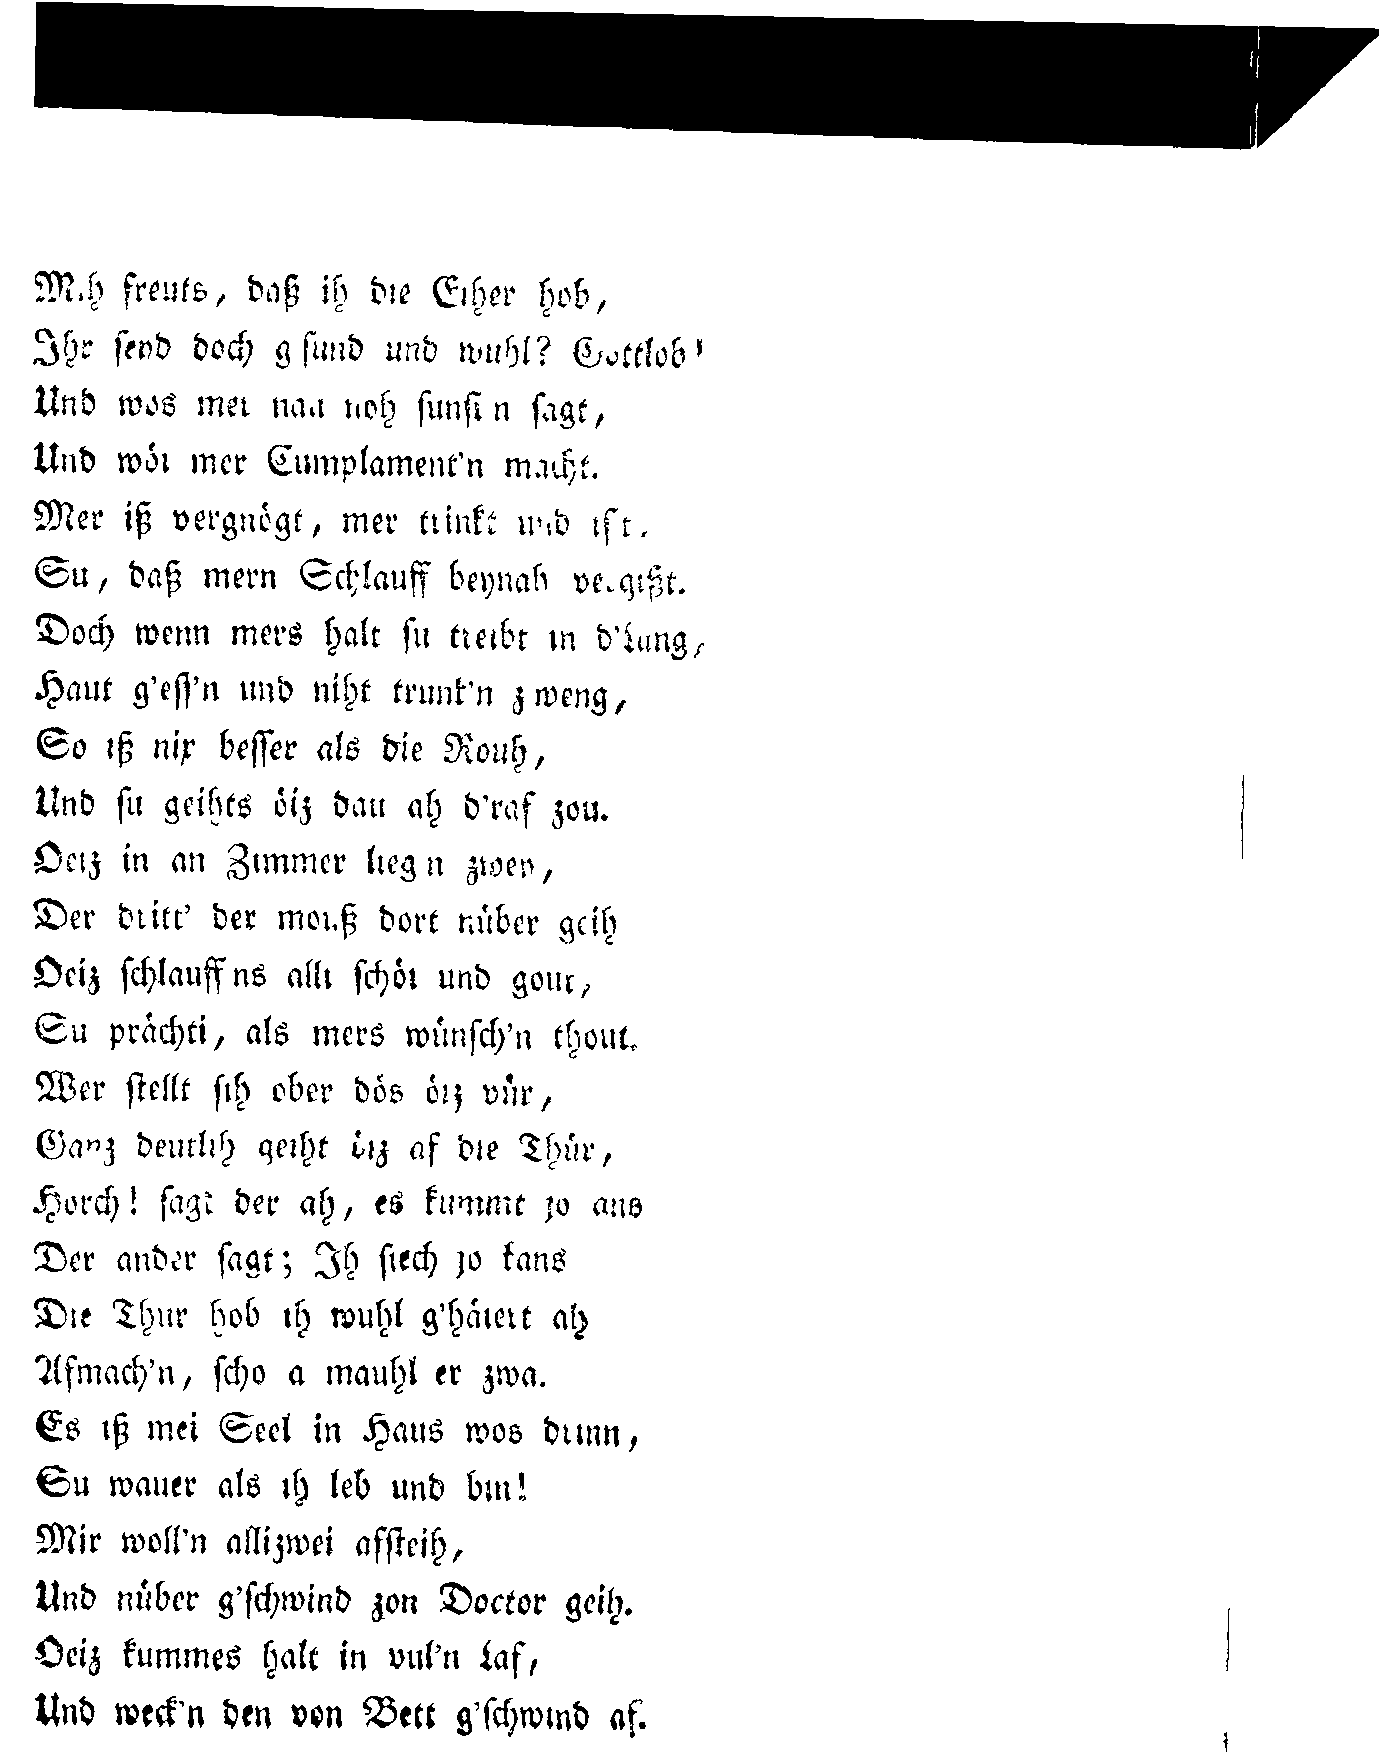 Mih freuts, daß ih die Eiher hob,
Ihr seyd doch g'sund und wuhl? Gottlob!
Und wos mer nau noh sunst'n sagt,
Und wöi mer Cumplament'n macht.
Mer iß vergnögt, mer trinkt und ißt.
Su, daß mern Schlauff beynah vergißt.
Doch wenn mers halt su treibt in d'Läng,
Haut g'ess'n und niht trunk'n z'weng,
So iß nix besser als die Rouh,
Und su geihts öiz dau ah d'raf zou.
Oeiz in an Zimmer lieg'n zwey,
Der dritt' der mouß dort nüber geih
Oeiz schlauff'ns alli schöi und gout,
Su prächti, als mers wünsch'n thout.
Wer stellt sih ober dös öiz vür,
Ganz deutlih geiht öiz af die Thür,
Horch! sagt der ah, es kummt jo ans
Der ander sagt; Ih siech jo kans
Die Thür hob ih wuhl g'häiert ah
Afmach'n, scho a mauhl er zwa.
Es iß mei Seel in Haus wos drinn,
Su wauer als ih leb und bin!
Mir woll'n allizwei afsteih,
Und nüber g'schwind zon Doctor geih.
Oeiz kummes halt in vul'n Laf,
Und weck'n den von Bett g'schwind af.